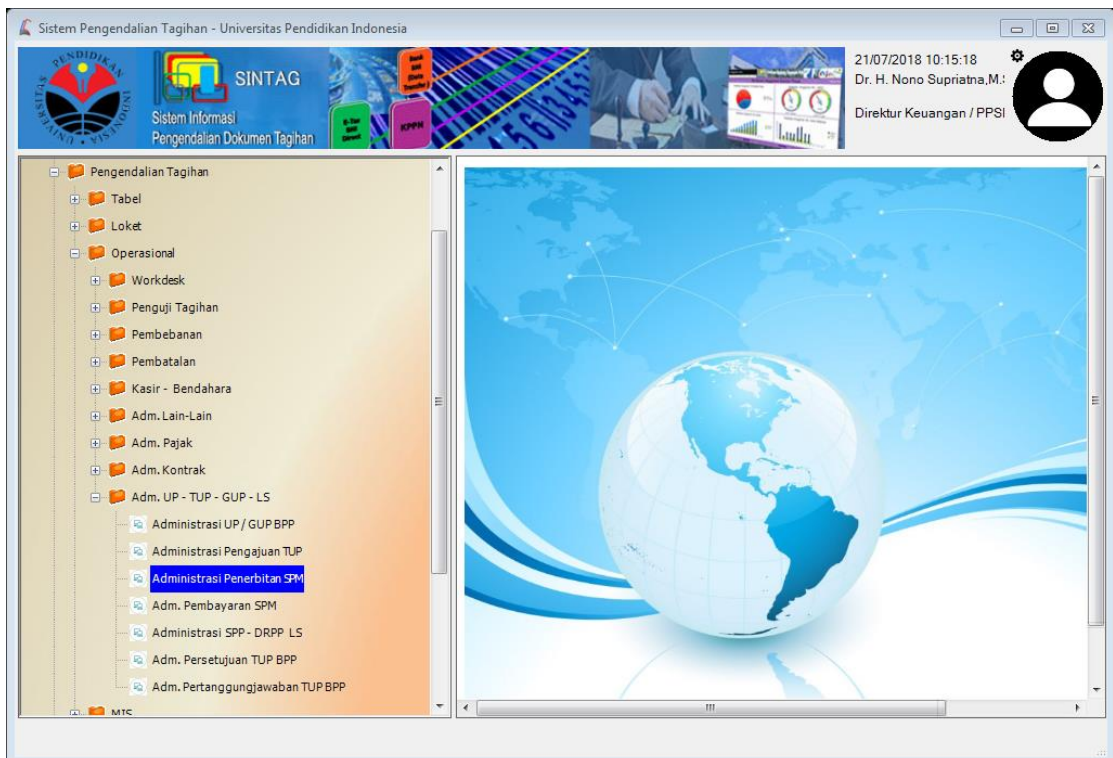 Sistem Pengendalian Tagihan - Universitas Pendidikan Indonesia
UNIVERSITAS PENDIDIKAN INDONESIA
SINTAG
Sistem Informasi
Pengendalian Dokumen Tagihan
KPPN
21/07/2018 10:15:18
Dr. H. Nono Supriatna,M.
Direktur Keuangan / PPSI
Pengendalian Tagihan
Tabel
Loket
Operasional
Workdesk
Penguji Tagihan
Pembebanan
Pembatalan
Kasir - Bendahara
Adm. Lain-Lain
Adm. Pajak
Adm. Kontrak
Adm. UP - TUP - GUP - LS
Administrasi UP / GUP BPP
Administrasi Pengajuan TUP
Administrasi Penerbitan SPM
Adm. Pembayaran SPM
Administrasi SPP - DRPP LS
Adm. Persetujuan TUP BPP
Adm. Pertanggungjawaban TUP BPP
MIS